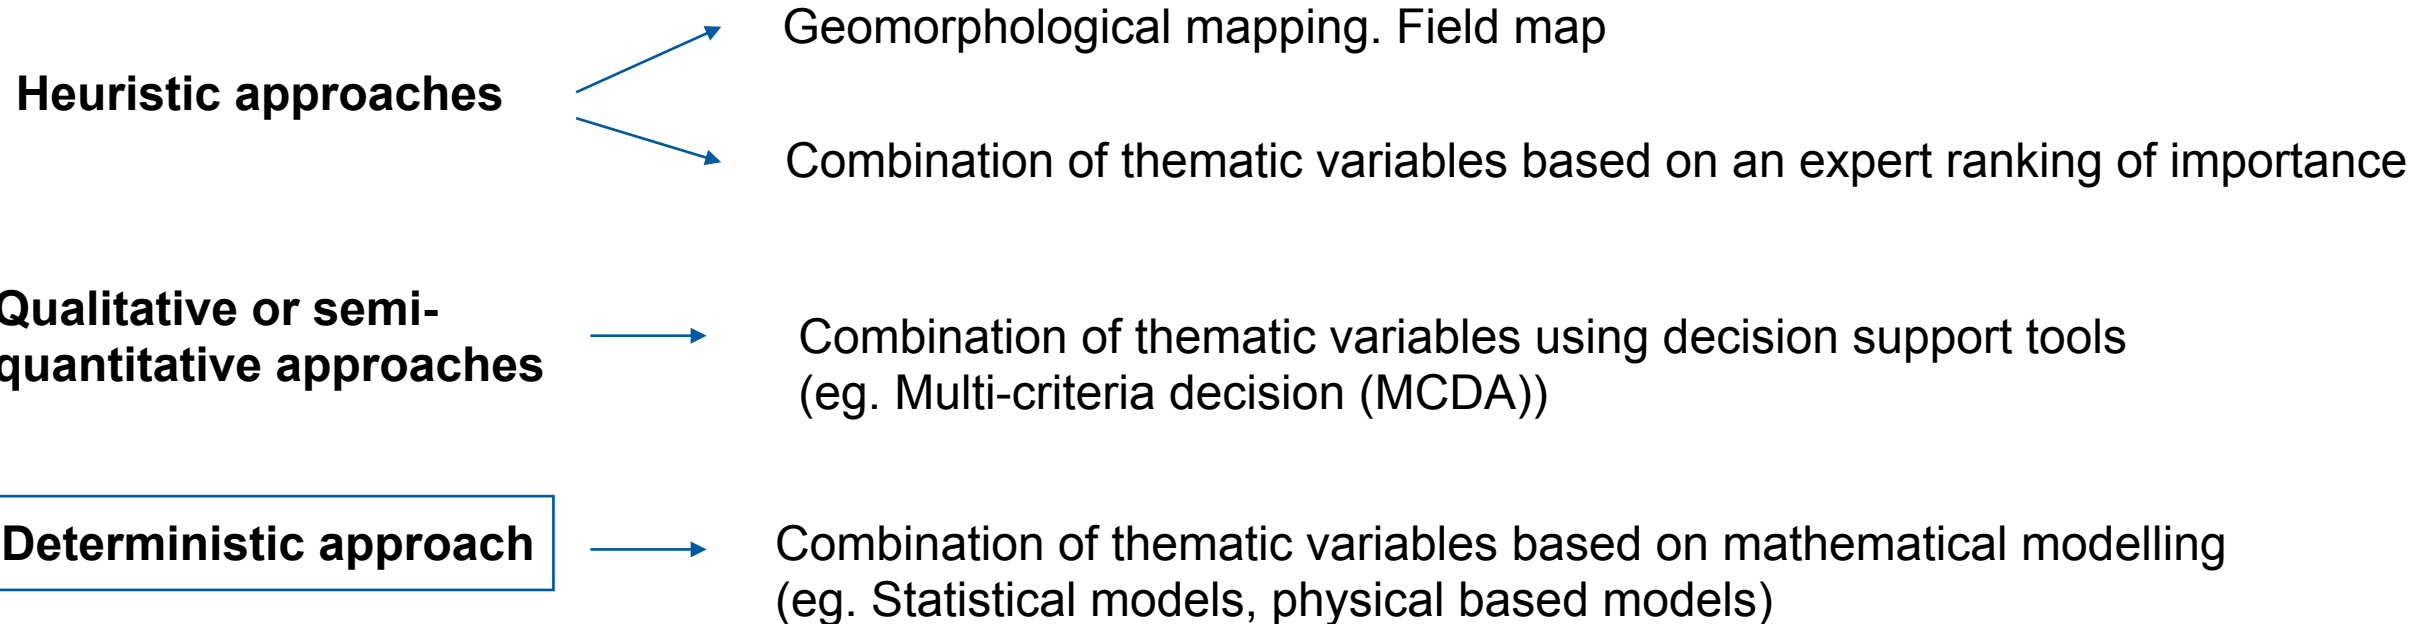 Geomorphological mapping. Field map
Heuristic approaches
Combination of thematic variables based on an expert ranking of importance
Qualitative or semi-
quantitative approaches
Combination of thematic variables using decision support tools
(eg. Multi-criteria decision (MCDA))
Deterministic approach
Combination of thematic variables based on mathematical modelling
(eg. Statistical models, physical based models)